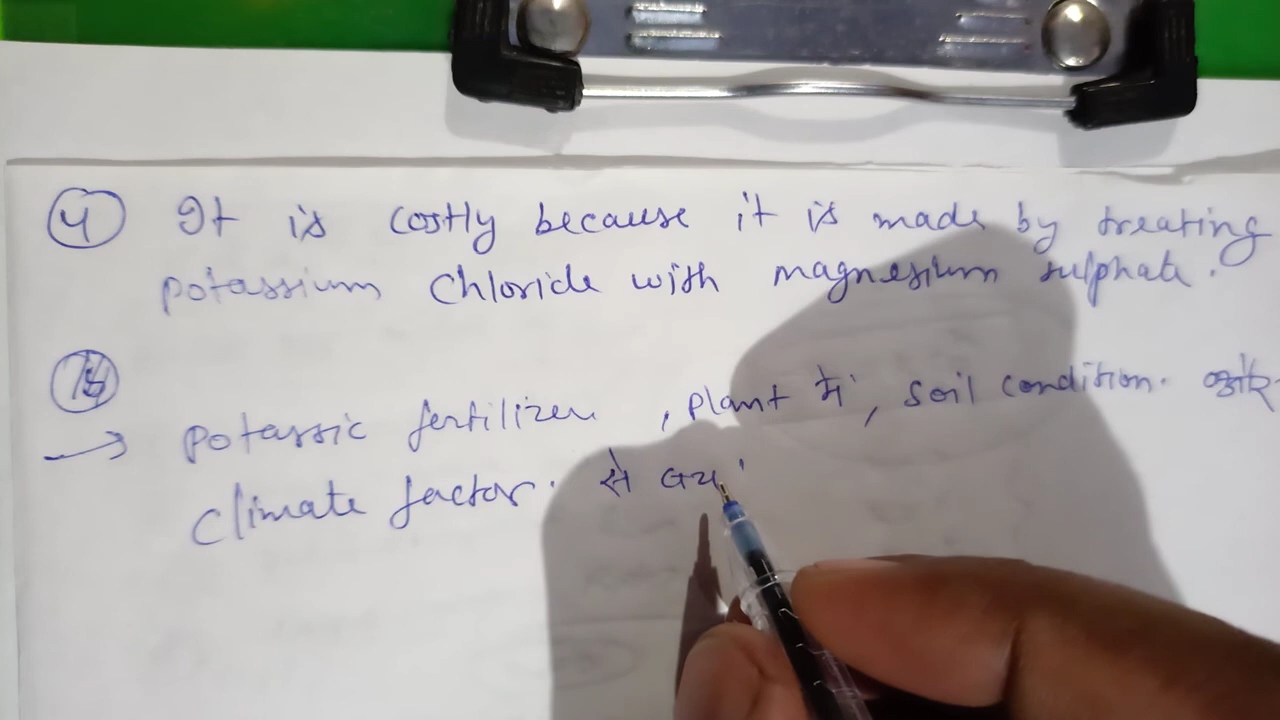 4 It is costly because it is made by treating
potassium chloride with magnesium sulphate.
→ potassic fertilizer , plant में , soil condition. और
climate factor. से